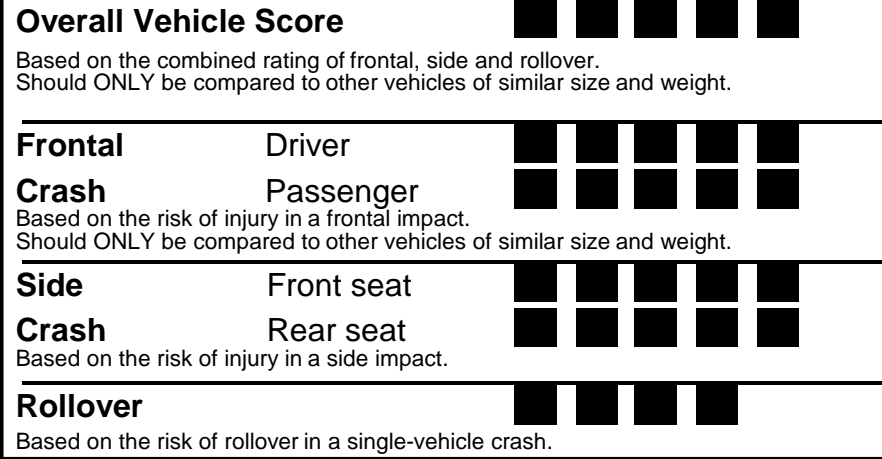 Overall Vehicle Score
Based on the combined rating of frontal, side and rollover.
Should ONLY be compared to other vehicles of similar size and weight.
Frontal Driver
Crash Passenger
Based on the risk of injury in a frontal impact.
Should ONLY be compared to other vehicles of similar size and weight.
Side Front seat
Crash Rear seat
Based on the risk of injury in a side impact.
Rollover
Based on the risk of rollover in a single-vehicle crash.